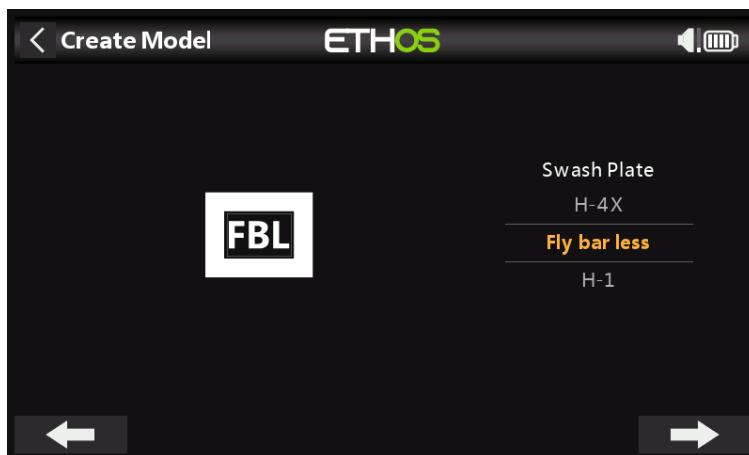 Create Model
ETHOS
Swash Plate
H-4X
FBL
Fly bar less
H-1